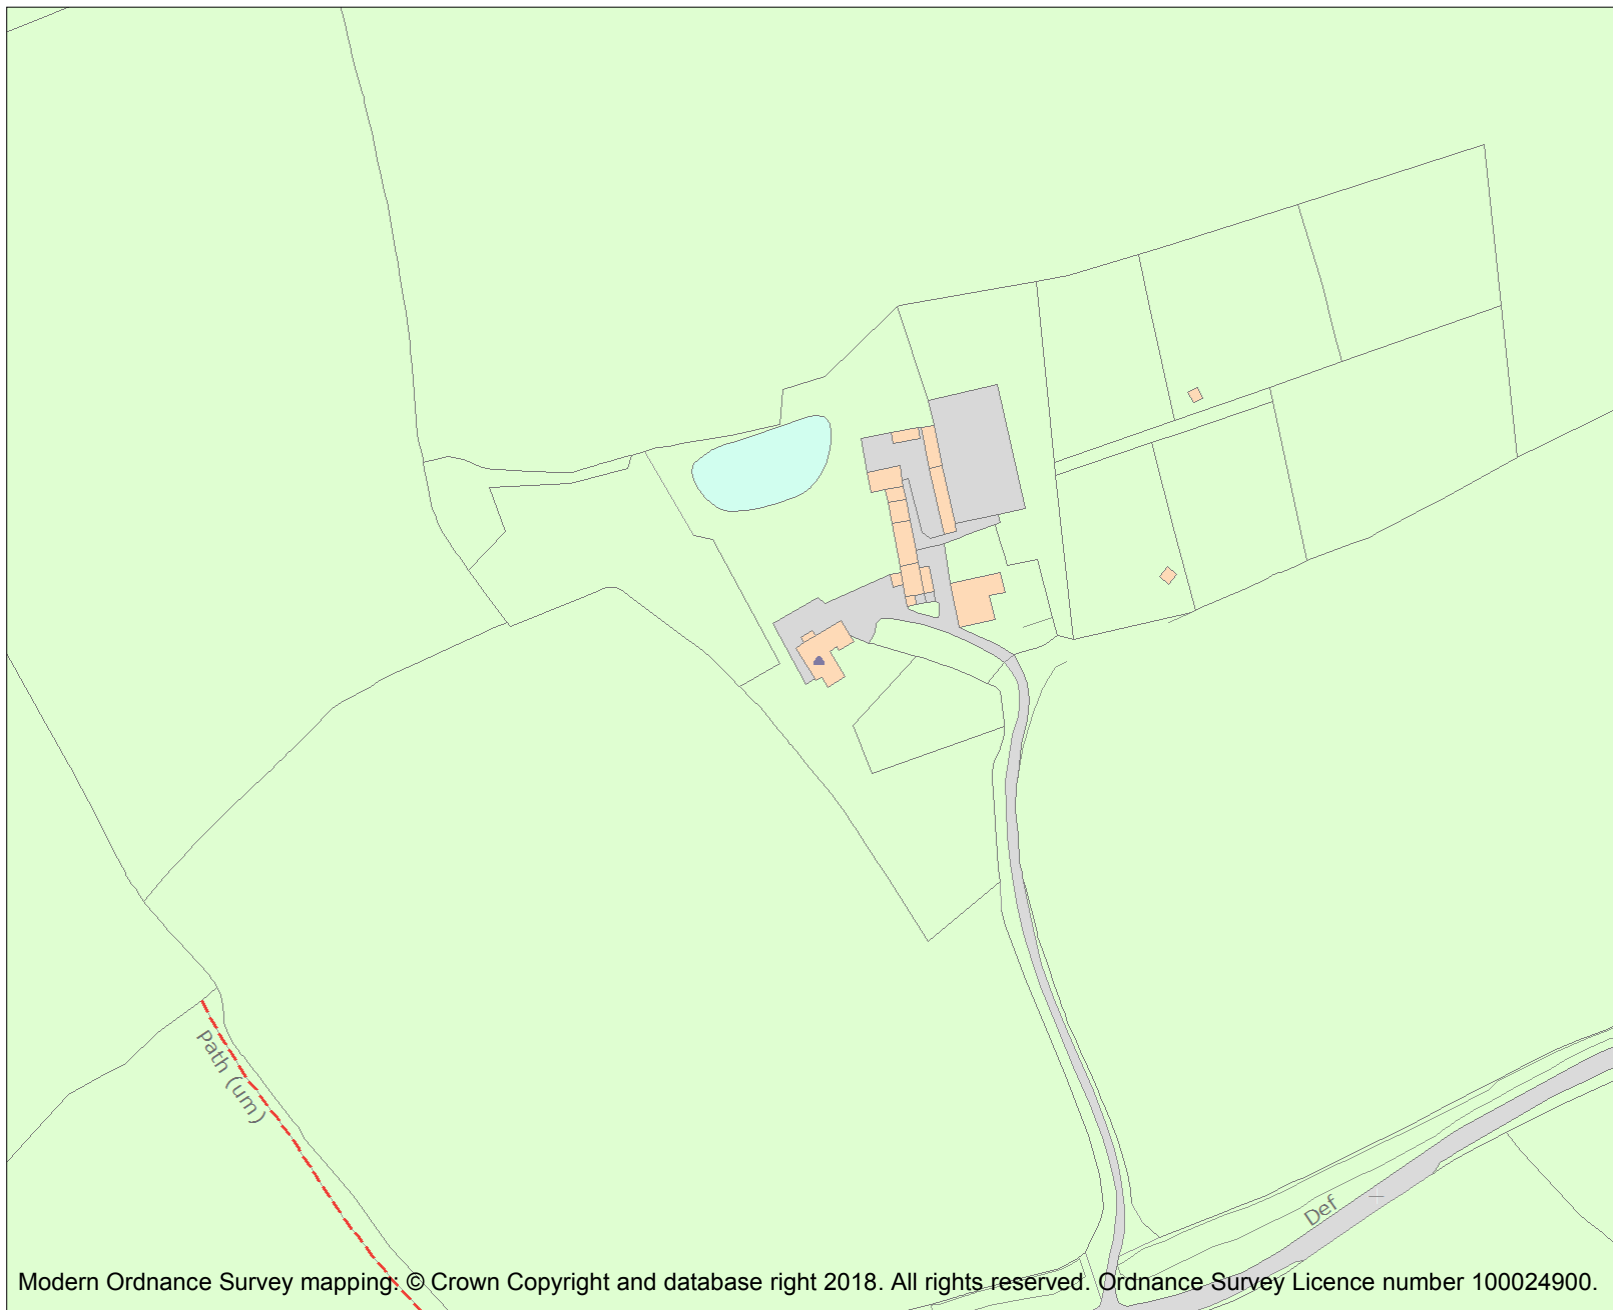 Path (um)
Def
Modern Ordnance Survey mapping: © Crown Copyright and database right 2018. All rights reserved. Ordnance Survey Licence number 100024900.